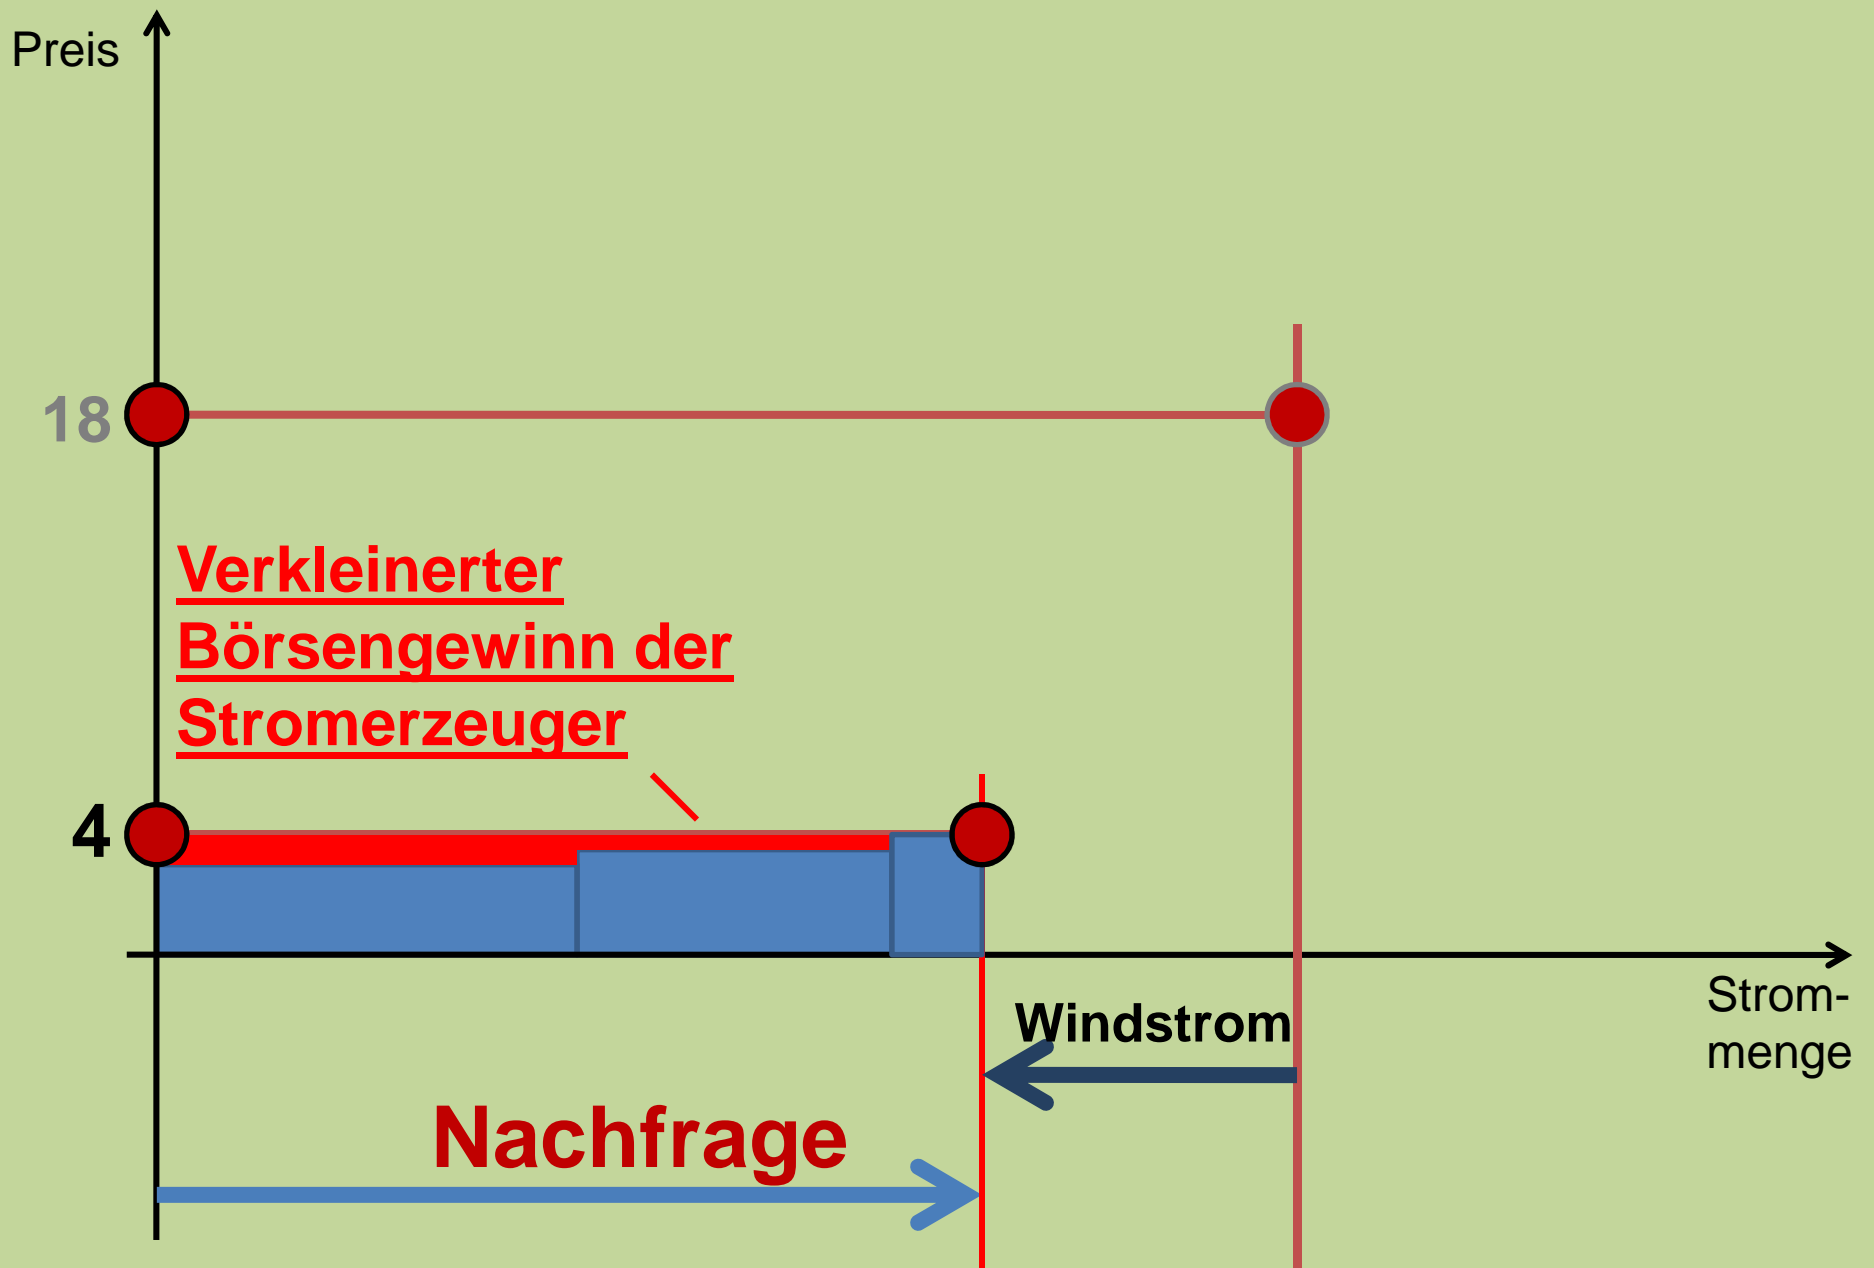 Preis
18
Verkleinerter
Börsengewinn der
Stromerzeuger
4
Strom-
menge
Windstrom
Nachfrage